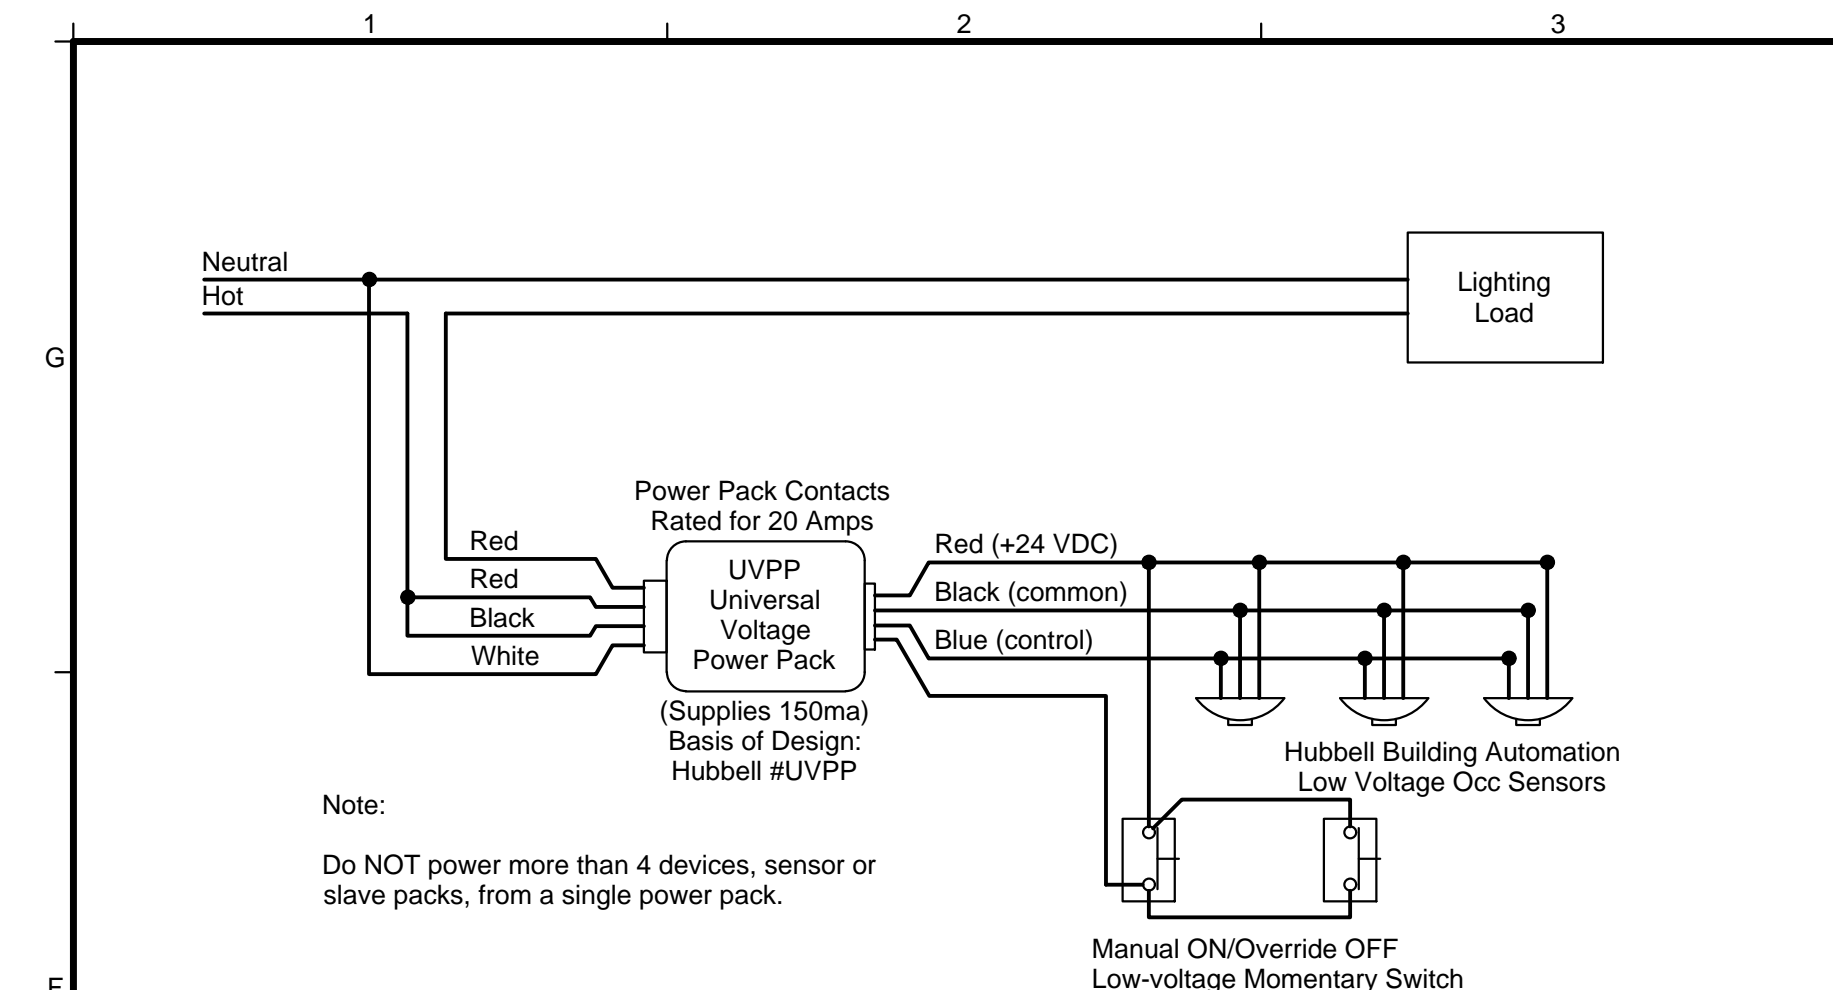 1
2
3
Neutral
Hot
Lighting
Load
G
Power Pack Contacts
Rated for 20 Amps
Red
Red
Black
White
UVPP
Universal
Voltage
Power Pack
Red (+24 VDC)
Black (common)
Blue (control)
(Supplies 150ma)
Basis of Design:
Hubbell #UVPP
Hubbell Building Automation
Low Voltage Occ Sensors
Note:
Do NOT power more than 4 devices, sensor or
slave packs, from a single power pack.
Manual ON/Override OFF
Low-voltage Momentary Switch